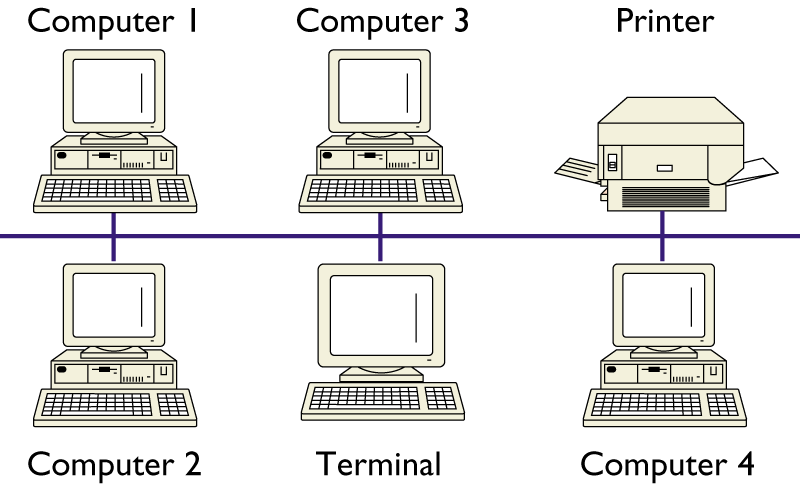 Computer 1
Computer 3
Printer
Computer 2
Terminal
Computer 4